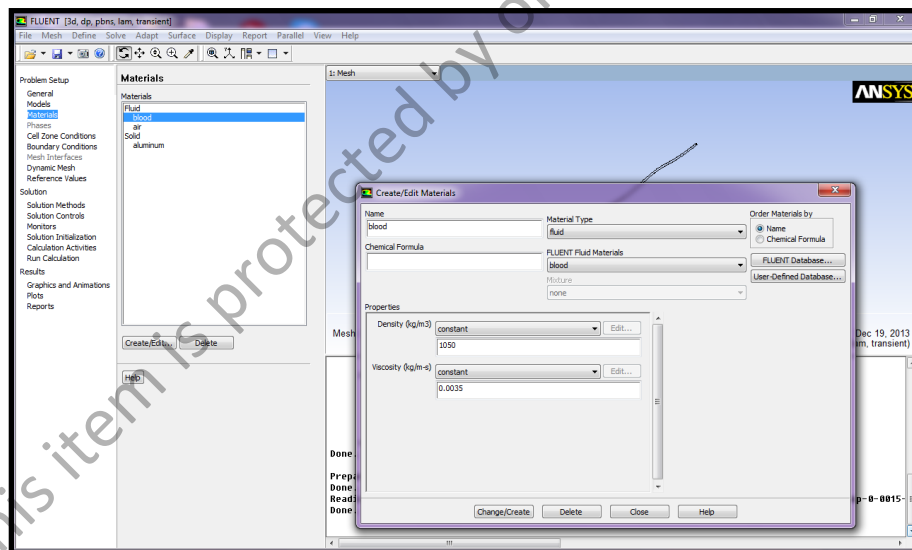 FLUENT [3d, dp, pbns, lam, transient]
File Mesh Define Solve Adapt Surface Display Report Parallel View Help
Problem Setup
General
Models
Materials
Phases
Cell Zone Conditions
Boundary Conditions
Mesh Interfaces
Dynamic Mesh
Reference Values
Solution
Solution Methods
Solution Controls
Monitors
Solution Initialization
Calculation Activities
Run Calculation
Results
Graphics and Animations
Plots
Reports
Materials
Materials
Fluid
blood
air
Solid
aluminum
Create/Edit... Delete
Help
1: Mesh
ANSYS
Create/Edit Materials
Name
blood
Chemical Formula
Material Type
fluid
FLUENT Fluid Materials
blood
Mixture
none
Order Materials by
Name
Chemical Formula
FLUENT Database...
User-Defined Database...
Properties
Density (kg/m3) constant Edit...
1050
Viscosity (kg/m-s) constant Edit...
0.0035
Change/Create Delete Close Help
Mesh
Dec 19, 2013
lam, transient)
Done.
Prepa
Done.
Readi
p-0-0015-
Done.
This item is protected by or